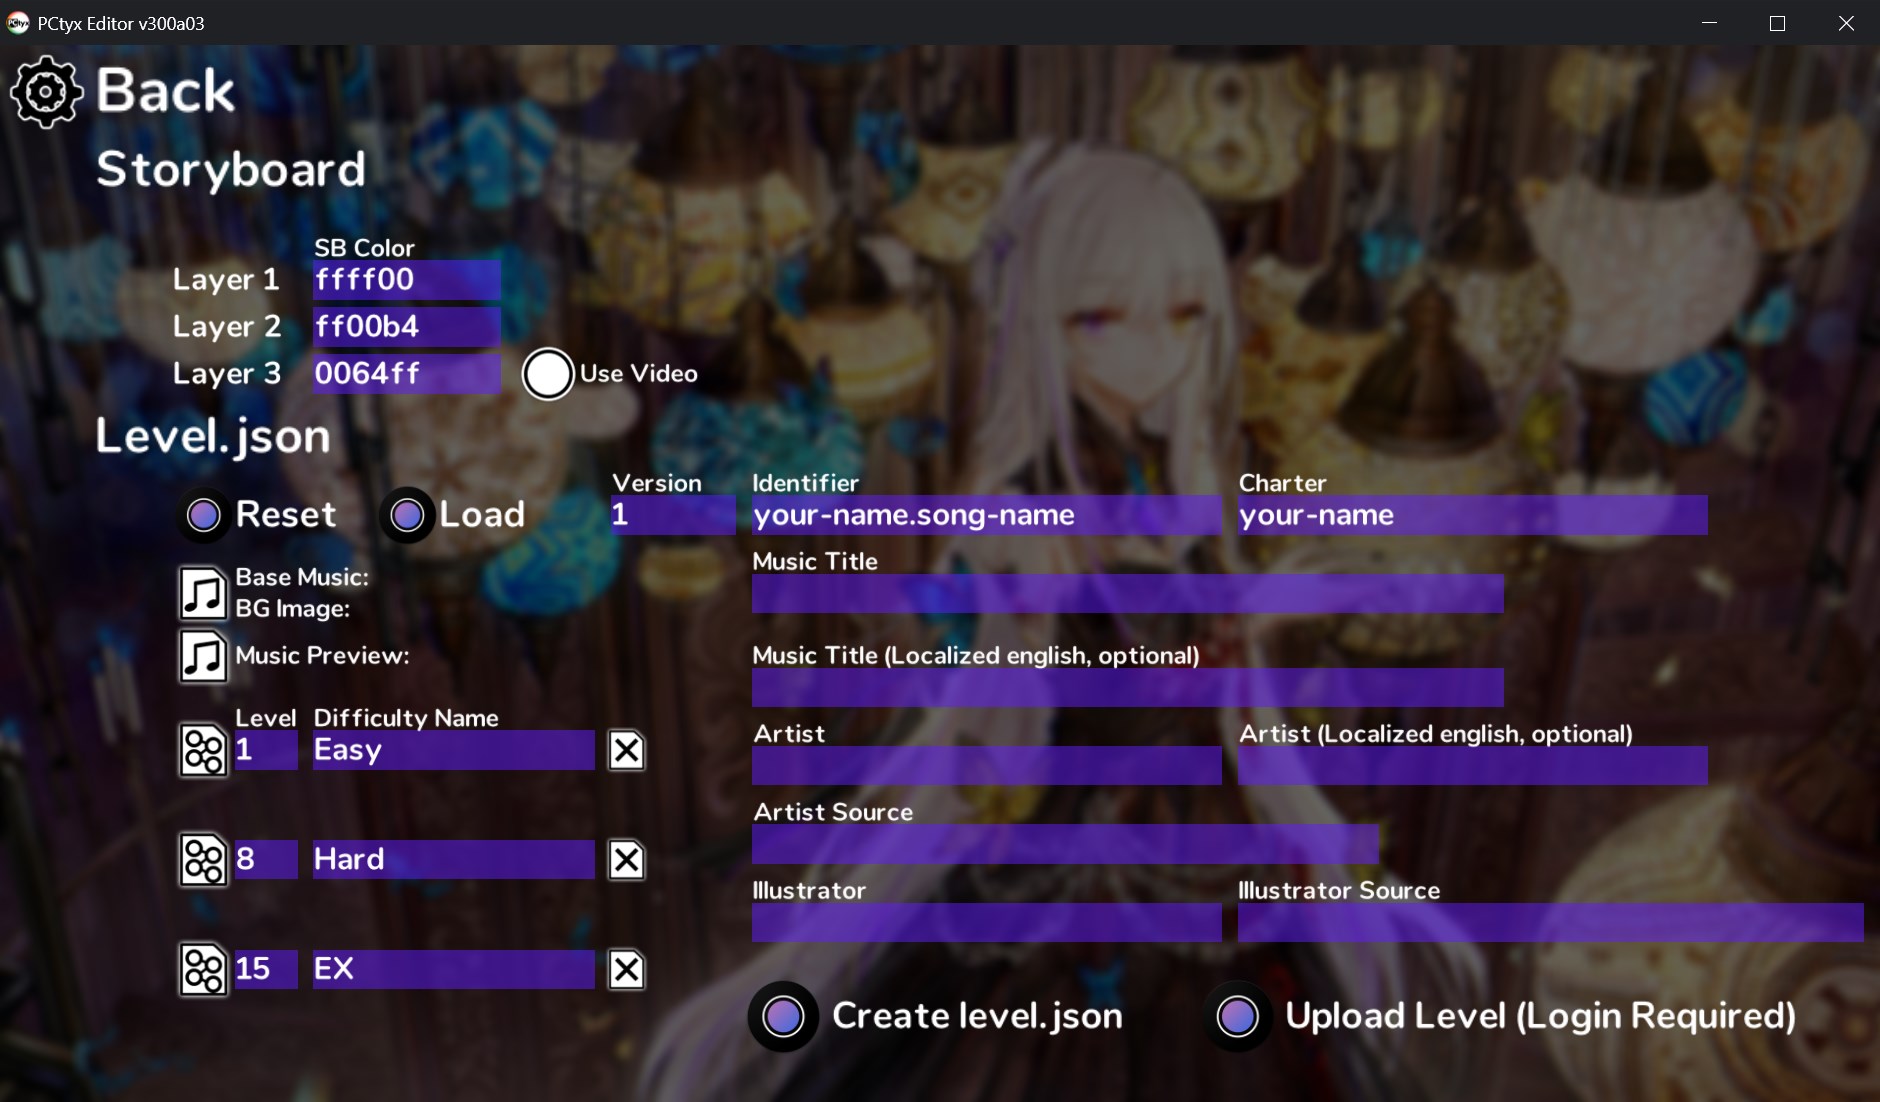 PCtyx Editor v300a03
Back
Storyboard
SB Color
Layer 1 ffff00
Layer 2 ff00b4
Layer 3 0064ff Use Video
Level.json
Reset Load
Version Identifier Charter
1 your-name.song-name your-name
Music Title
Base Music:
BG Image:
Music Preview:
Music Title (Localized english, optional)
Level Difficulty Name
1 Easy
Artist Artist (Localized english, optional)
Artist Source
8 Hard
Illustrator Illustrator Source
15 EX
Create level.json Upload Level (Login Required)